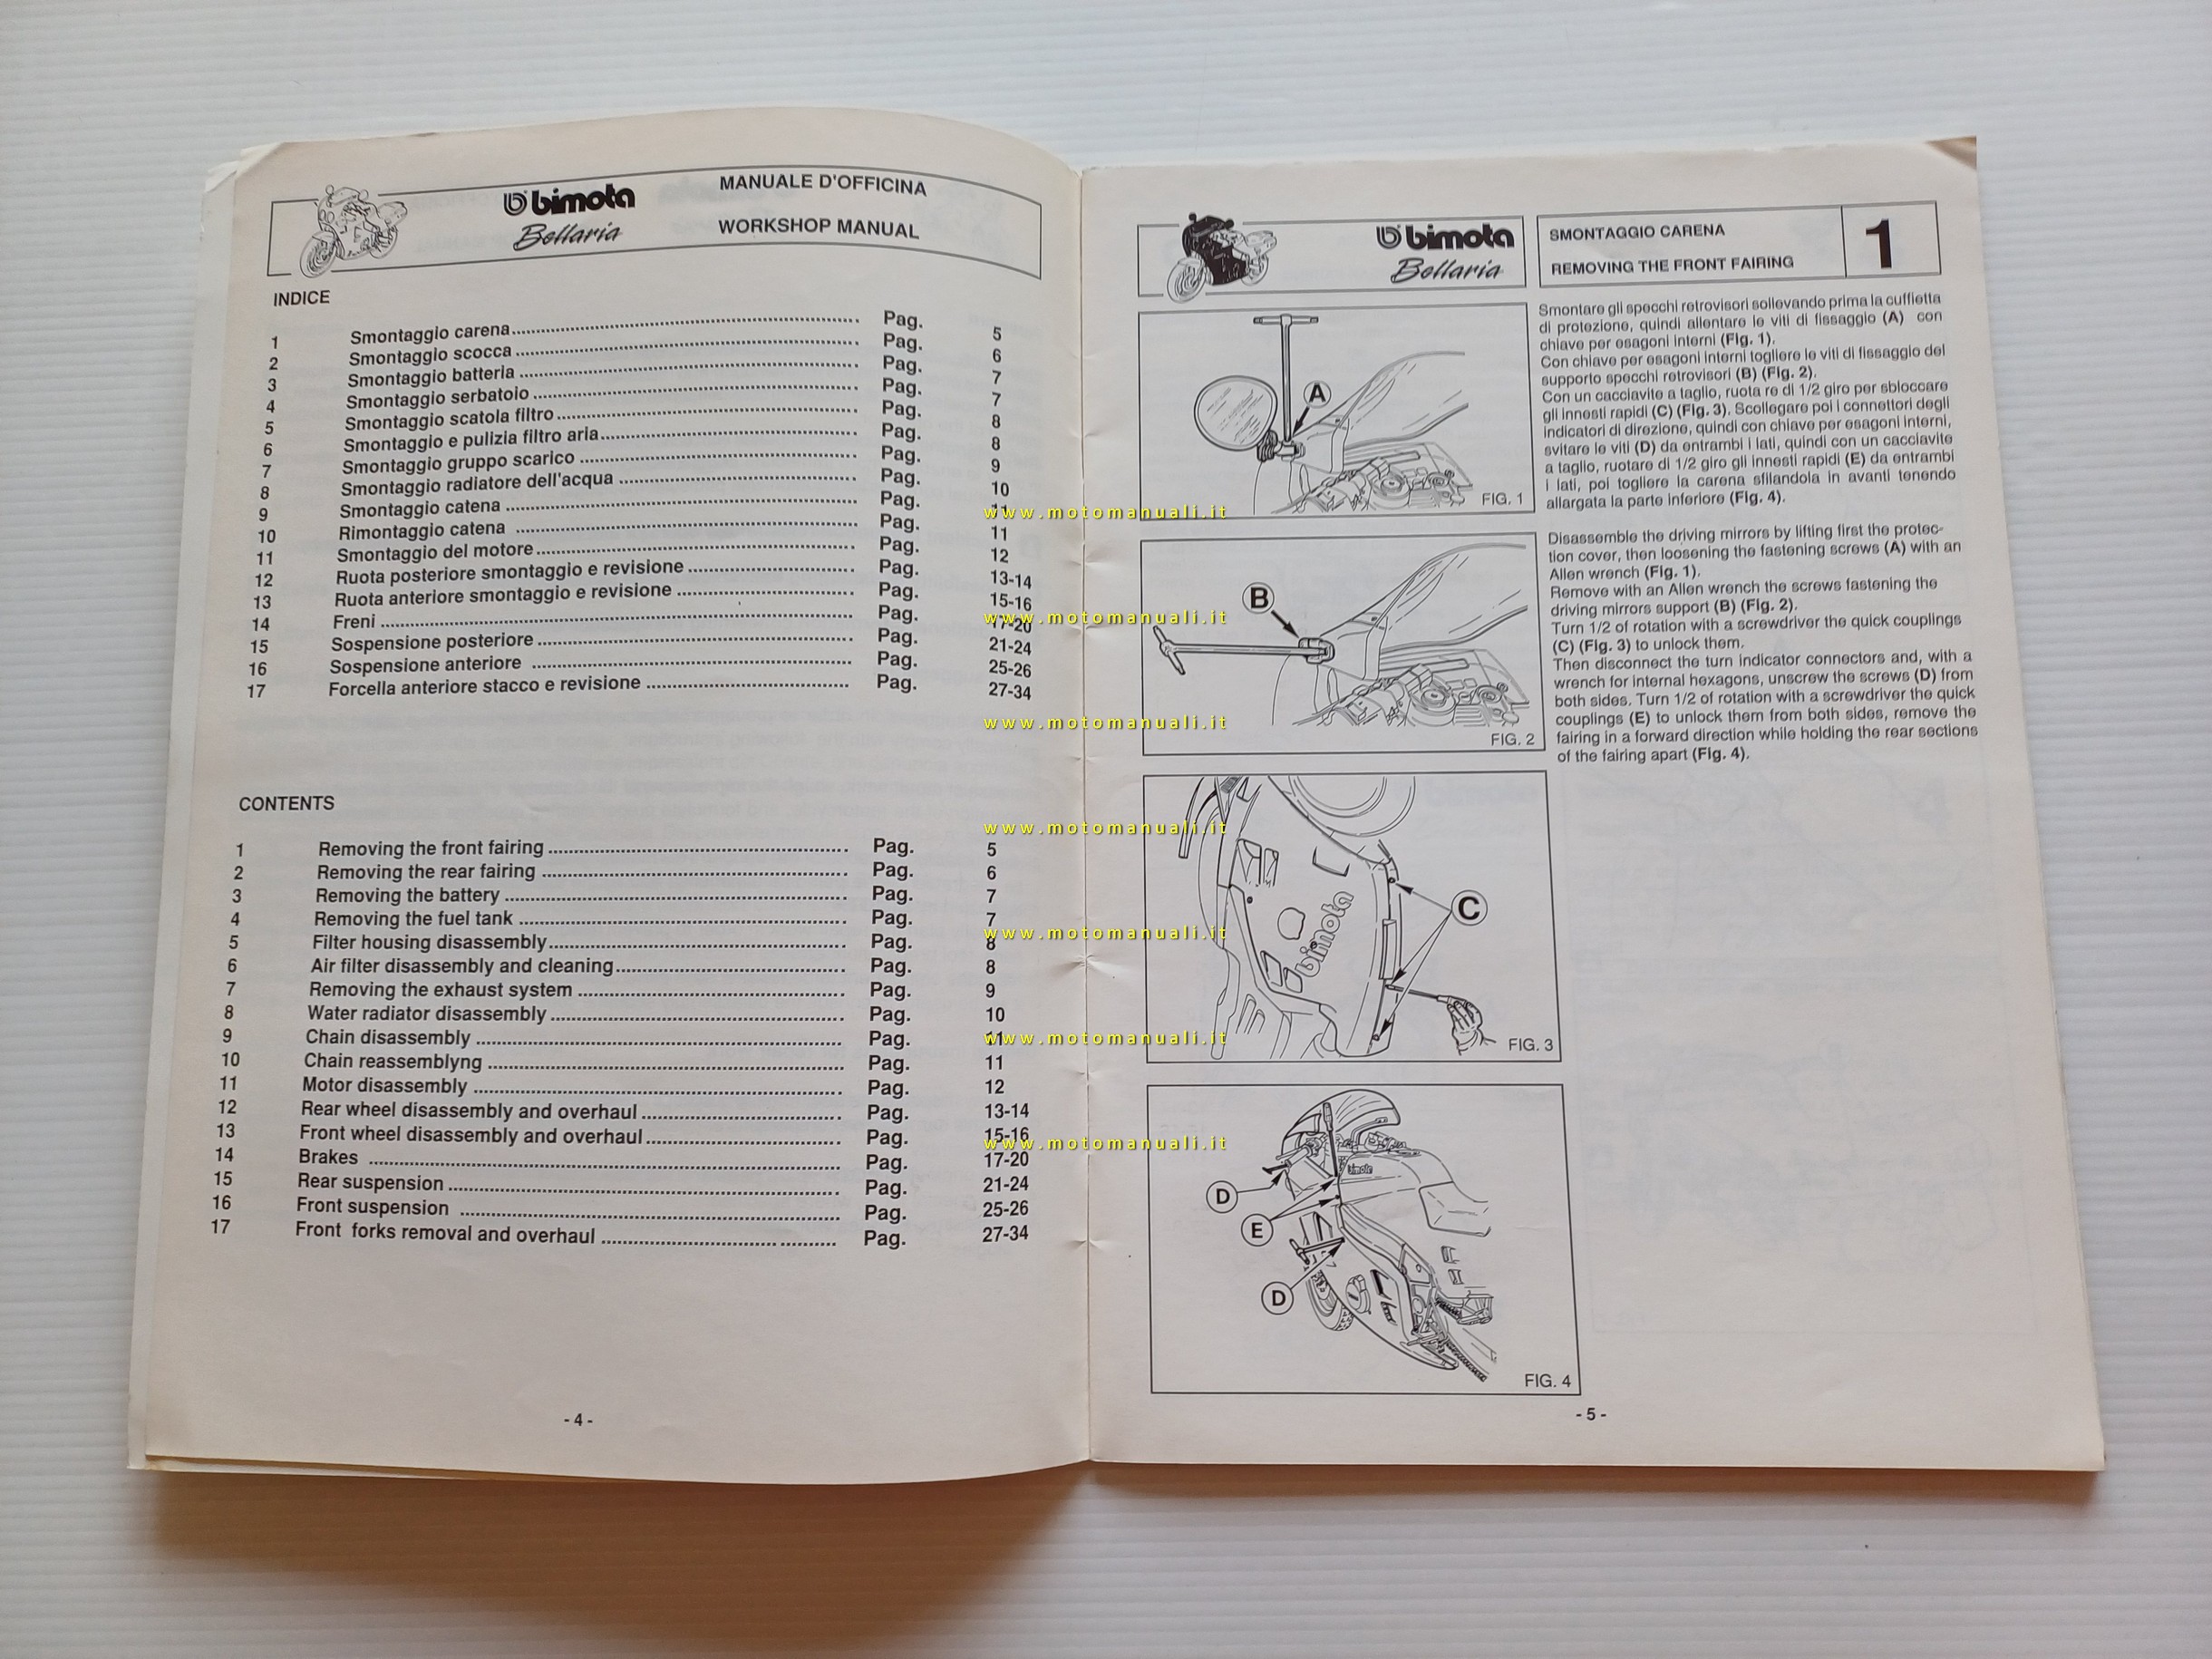 bimota
Bellaria
MANUALE D'OFFICINA
WORKSHOP MANUAL
INDICE
1 Smontaggio carena Pag. 5
2 Smontaggio scocca Pag. 6
3 Smontaggio batteria Pag. 7
4 Smontaggio serbatoio Pag. 7
5 Smontaggio scatola filtro Pag. 8
6 Smontaggio e pulizia filtro aria Pag. 8
7 Smontaggio gruppo scarico Pag. 9
8 Smontaggio radiatore dell'acqua Pag. 10
9 Smontaggio catena Pag. 11
10 Rimontaggio catena Pag. 11
11 Smontaggio del motore Pag. 12
12 Ruota posteriore smontaggio e revisione Pag. 13-14
13 Ruota anteriore smontaggio e revisione Pag. 15-16
14 Freni Pag. 17-20
15 Sospensione posteriore Pag. 21-24
16 Sospensione anteriore Pag. 25-26
17 Forcella anteriore stacco e revisione Pag. 27-34
CONTENTS
1 Removing the front fairing Pag. 5
2 Removing the rear fairing Pag. 6
3 Removing the battery Pag. 7
4 Removing the fuel tank Pag. 7
5 Filter housing disassembly Pag. 8
6 Air filter disassembly and cleaning Pag. 8
7 Removing the exhaust system Pag. 9
8 Water radiator disassembly Pag. 10
9 Chain disassembly Pag. 11
10 Chain reassemblyng Pag. 11
11 Motor disassembly Pag. 12
12 Rear wheel disassembly and overhaul Pag. 13-14
13 Front wheel disassembly and overhaul Pag. 15-16
14 Brakes Pag. 17-20
15 Rear suspension Pag. 21-24
16 Front suspension Pag. 25-26
17 Front forks removal and overhaul Pag. 27-34
- 4 -
bimota
Bellaria
SMONTAGGIO CARENA
REMOVING THE FRONT FAIRING
1
A
FIG. 1
B
FIG. 2
bimota
C
FIG. 3
bimota
D
E
D
FIG. 4
Smontare gli specchi retrovisori sollevando prima la cuffietta
di protezione, quindi allentare le viti di fissaggio (A) con
chiave per esagoni interni (Fig. 1).
Con chiave per esagoni interni togliere le viti di fissaggio del
supporto specchi retrovisori (B) (Fig. 2).
Con un cacciavite a taglio, ruota re di 1/2 giro per sbloccare
gli innesti rapidi (C) (Fig. 3). Scollegare poi i connettori degli
indicatori di direzione, quindi con chiave per esagoni interni,
svitare le viti (D) da entrambi i lati, quindi con un cacciavite
a taglio, ruotare di 1/2 giro gli innesti rapidi (E) da entrambi
i lati, poi togliere la carena sfilandola in avanti tenendo
allargata la parte inferiore (Fig. 4).
Disassemble the driving mirrors by lifting first the protec-
tion cover, then loosening the fastening screws (A) with an
Allen wrench (Fig. 1).
Remove with an Allen wrench the screws fastening the
driving mirrors support (B) (Fig. 2).
Turn 1/2 of rotation with a screwdriver the quick couplings
(C) (Fig. 3) to unlock them.
Then disconnect the turn indicator connectors and, with a
wrench for internal hexagons, unscrew the screws (D) from
both sides. Turn 1/2 of rotation with a screwdriver the quick
couplings (E) to unlock them from both sides, remove the
fairing in a forward direction while holding the rear sections
of the fairing apart (Fig. 4).
- 5 -
www.motomanuali.it
www.motomanuali.it
www.motomanuali.it
www.motomanuali.it
www.motomanuali.it
www.motomanuali.it
www.motomanuali.it